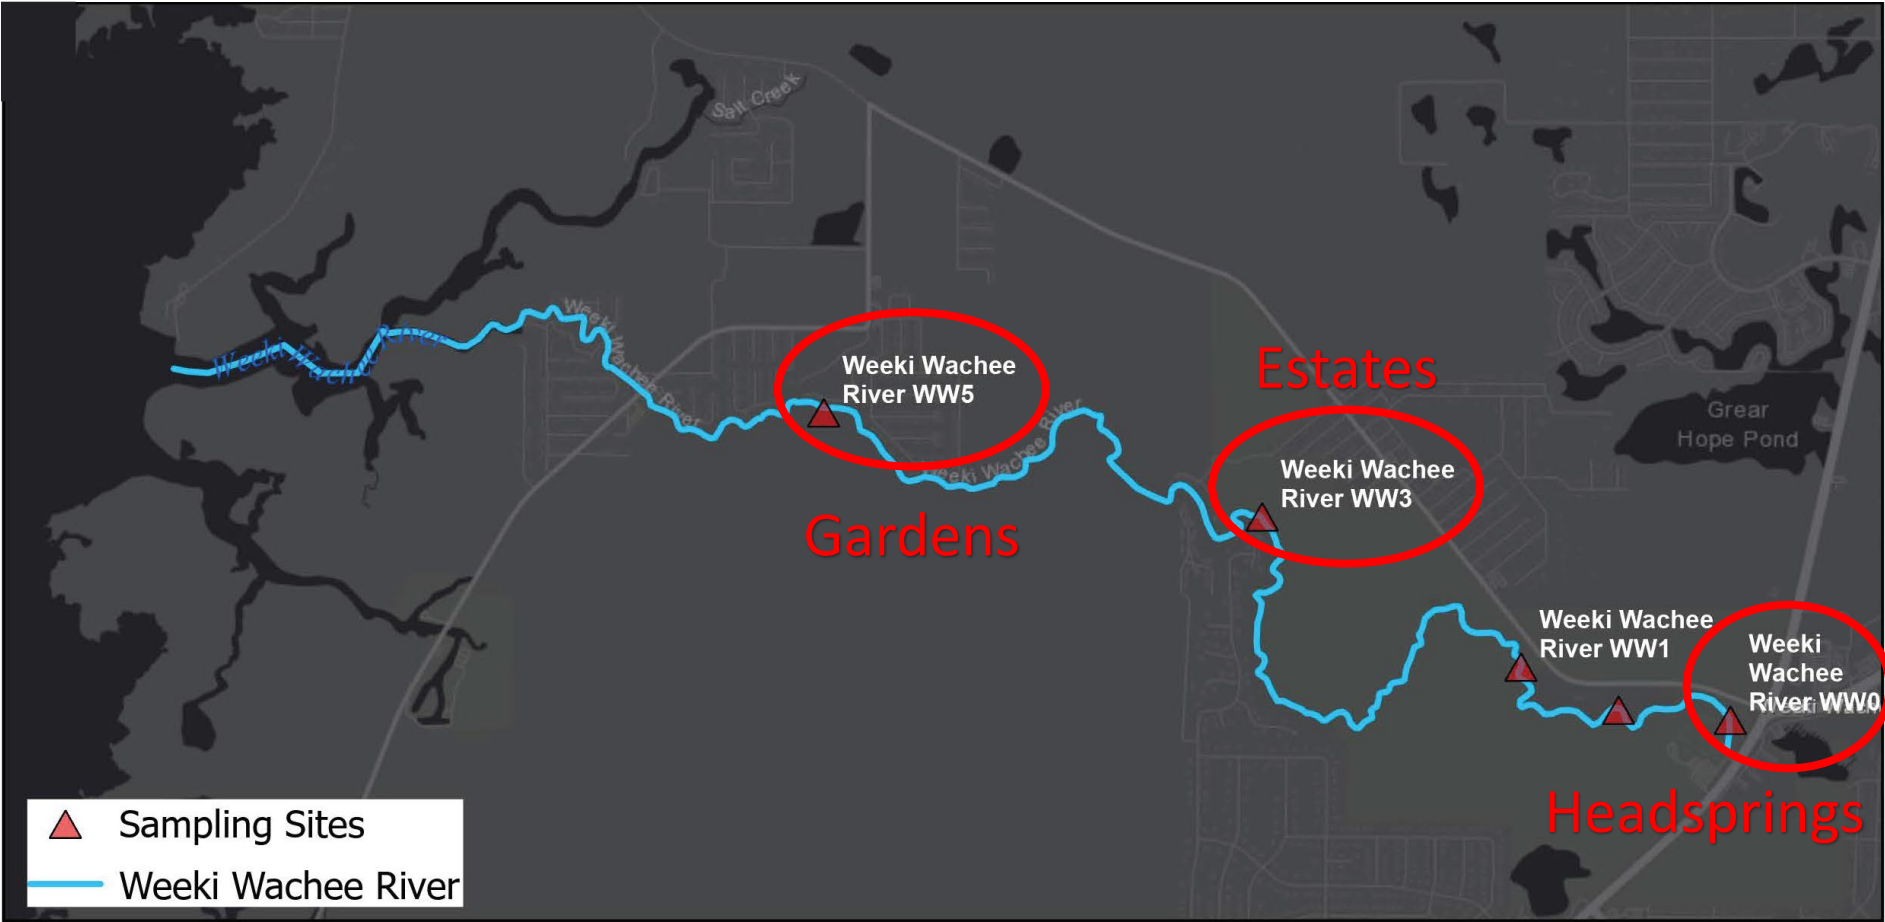 Salt Creek
Weeki Wachee River
Weeki Wachee River
Weeki Wachee
River WW5
Weeki Wachee River
Gardens
Estates
Weeki Wachee
River WW3
Grear
Hope Pond
Weeki Wachee
River WW1
Weeki
Wachee
River WW0
Headsprings
Sampling Sites
Weeki Wachee River